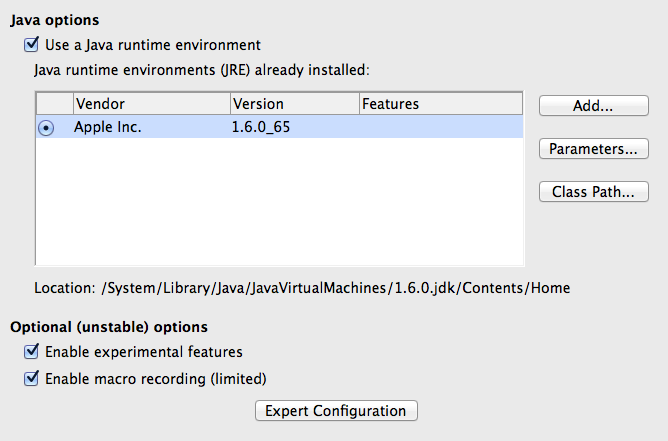 Java options
Use a Java runtime environment
Java runtime environments (JRE) already installed:
Vendor Version Features
Add...
Apple Inc. 1.6.0_65
Parameters...
Class Path...
Location: /System/Library/Java/JavaVirtualMachines/1.6.0.jdk/Contents/Home
Optional (unstable) options
Enable experimental features
Enable macro recording (limited)
Expert Configuration